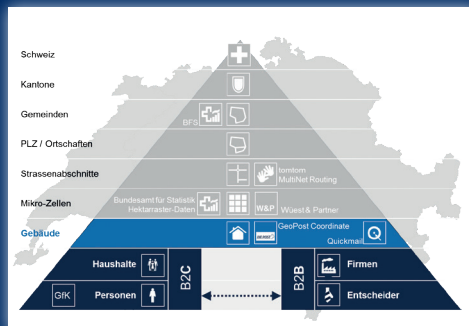 Schweiz
Kantone
Gemeinden
BFS
PLZ / Ortschaften
Strassenabschnitte
tomtom
MultiNet Routing
Mikro-Zellen
Bundesamt für Statistik
Hektarraster-Daten
W&P
Wüest & Partner
Gebäude
GeoPost Coordinate
Quickmail
Q
Haushalte
B2C
B2B
Firmen
GfK
Personen
Entscheider